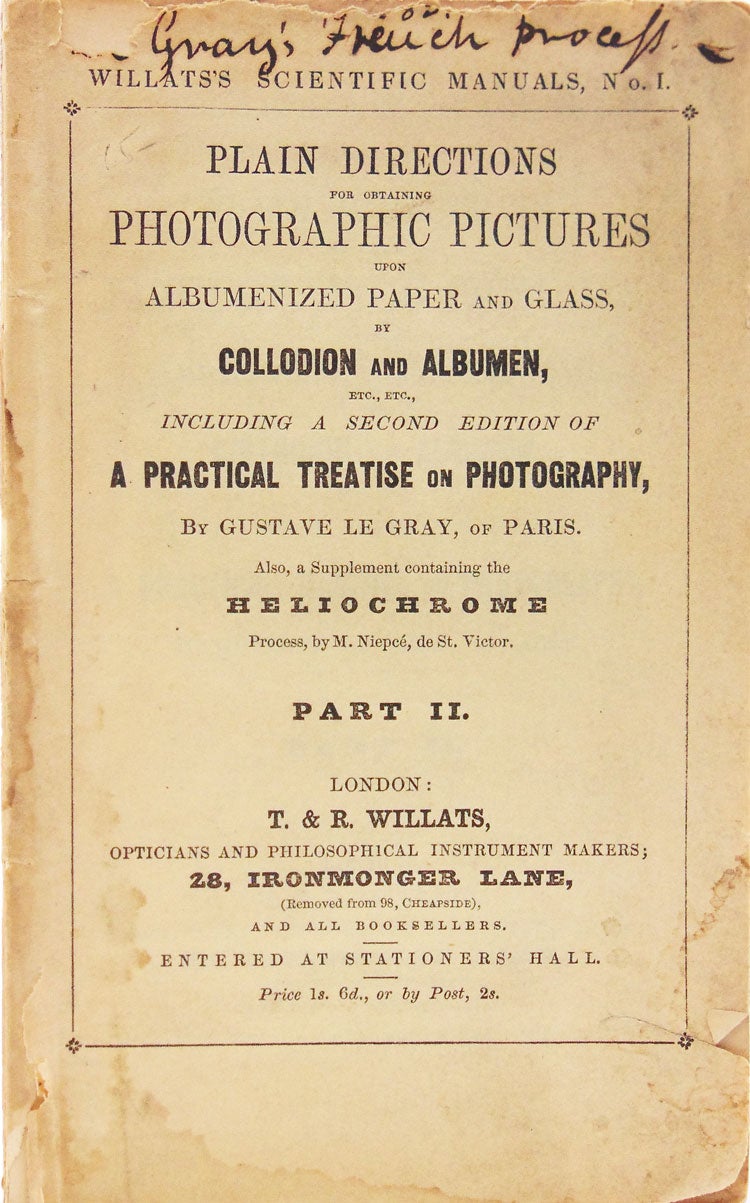 Gray's French process.
WILLATS'S SCIENTIFIC MANUALS, No. I.
15-
PLAIN DIRECTIONS
FOR OBTAINING
PHOTOGRAPHIC PICTURES
UPON
ALBUMENIZED PAPER AND GLASS,
BY
COLLODION AND ALBUMEN,
ETC., ETC.,
INCLUDING A SECOND EDITION OF
A PRACTICAL TREATISE ON PHOTOGRAPHY,
BY GUSTAVE LE GRAY, OF PARIS.
Also, a Supplement containing the
HELIOCHROME
Process, by M. Niepcé, de St. Victor.
PART II.
LONDON:
T. & R. WILLATS,
OPTICIANS AND PHILOSOPHICAL INSTRUMENT MAKERS;
28, IRONMONGER LANE,
(Removed from 98, CHEAPSIDE),
AND ALL BOOKSELLERS.
ENTERED AT STATIONERS' HALL.
Price 1s. 6d., or by Post, 2s.